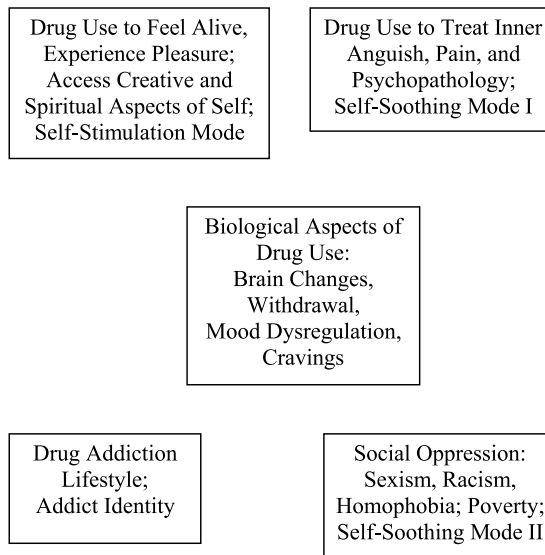 Drug Use to Feel Alive,
Experience Pleasure;
Access Creative and
Spiritual Aspects of Self;
Self-Stimulation Mode
Drug Use to Treat Inner
Anguish, Pain, and
Psychopathology;
Self-Soothing Mode I
Biological Aspects of
Drug Use:
Brain Changes,
Withdrawal,
Mood Dysregulation,
Cravings
Drug Addiction
Lifestyle;
Addict Identity
Social Oppression:
Sexism, Racism,
Homophobia; Poverty;
Self-Soothing Mode II